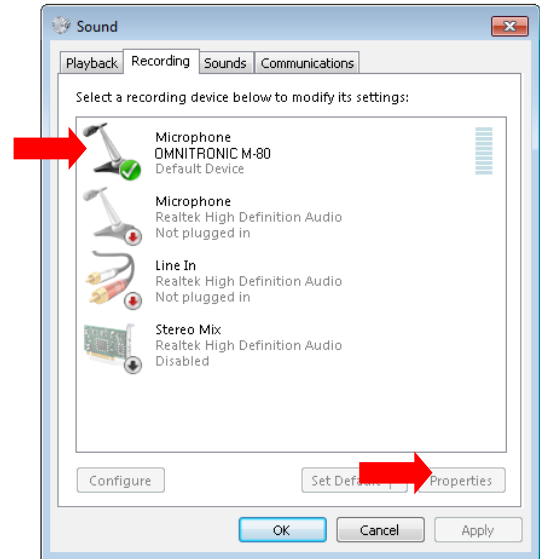 Sound
Playback Recording Sounds Communications
Select a recording device below to modify its settings:
Microphone
OMNITRONIC M-80
Default Device
Microphone
Realtek High Definition Audio
Not plugged in
Line In
Realtek High Definition Audio
Not plugged in
Stereo Mix
Realtek High Definition Audio
Disabled
Configure Set Properties
OK Cancel Apply